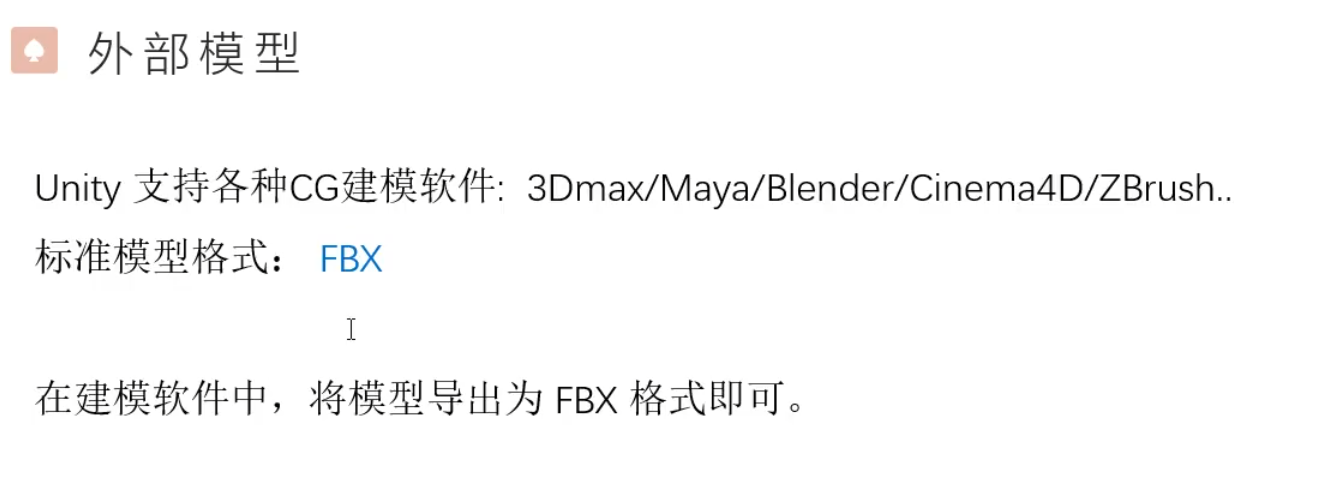 外部模型
Unity 支持各种CG建模软件: 3Dmax/Maya/Blender/Cinema4D/ZBrush..
标准模型格式： FBX
在建模软件中，将模型导出为 FBX 格式即可。